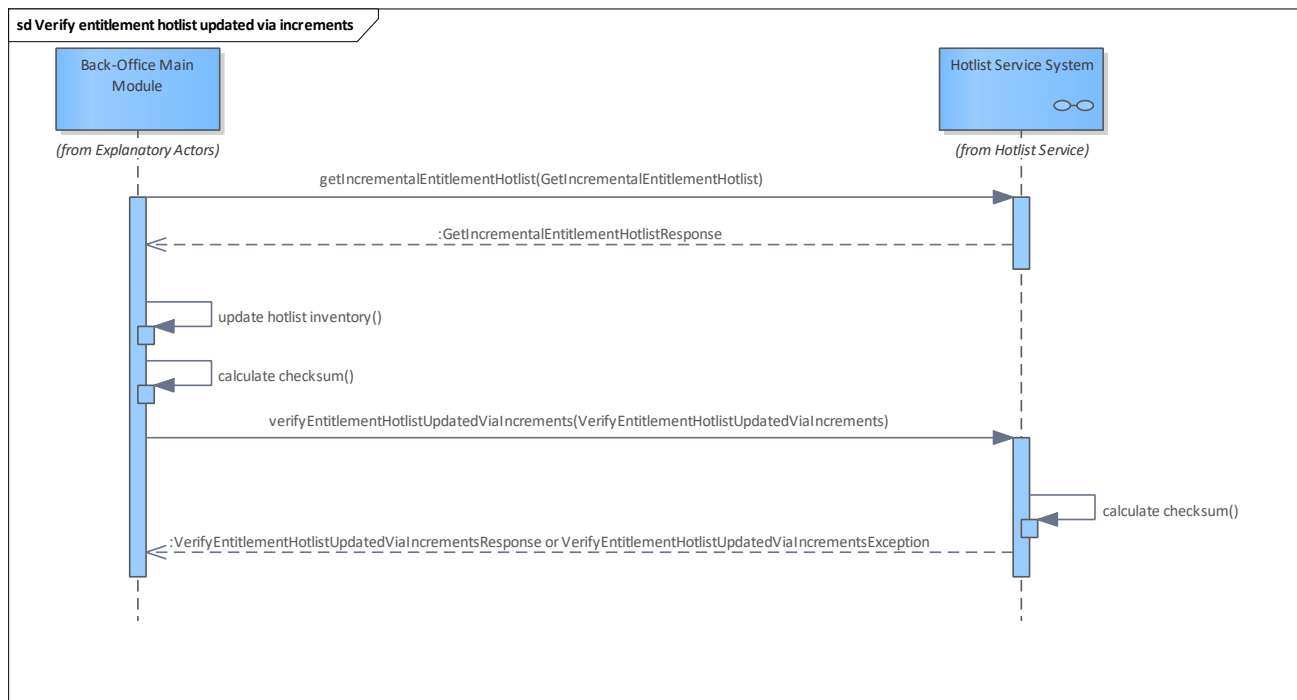 sd Verify entitlement hotlist updated via increments
Back-Office Main
Module
Hotlist Service System
(from Explanatory Actors)
(from Hotlist Service)
getIncrementalEntitlementHotlist(GetIncrementalEntitlementHotlist)
:GetIncrementalEntitlementHotlistResponse
update hotlist inventory()
calculate checksum()
verifyEntitlementHotlistUpdatedViaIncrements(VerifyEntitlementHotlistUpdatedViaIncrements)
calculate checksum()
:VerifyEntitlementHotlistUpdatedViaIncrementsResponse or VerifyEntitlementHotlistUpdatedViaIncrementsException